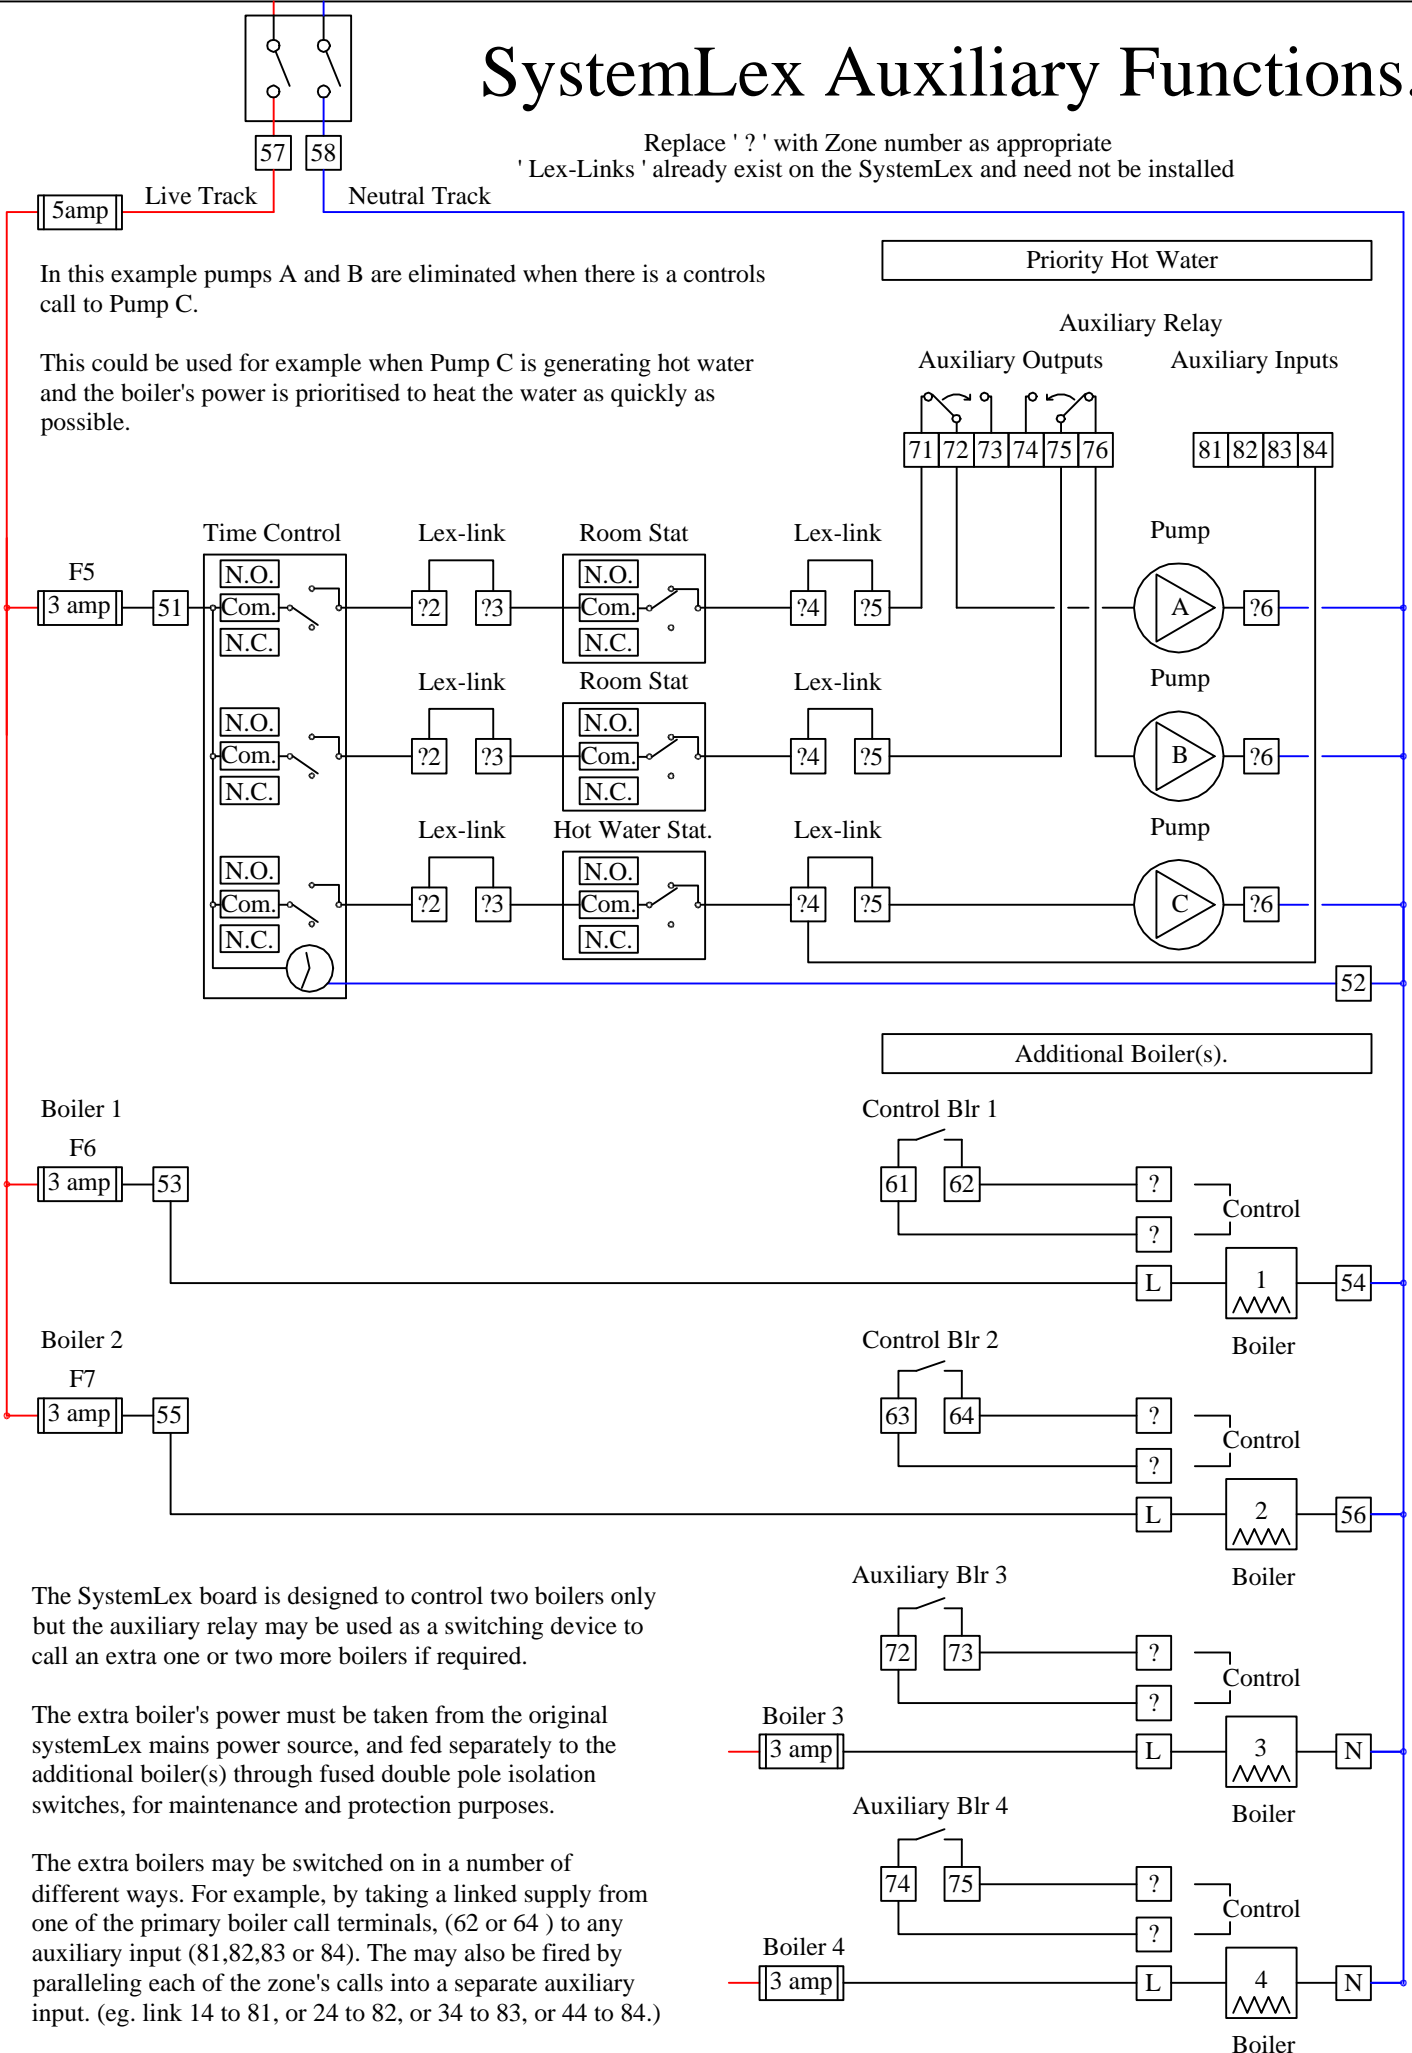 SystemLex Auxiliary Functions.
Replace ' ? ' with Zone number as appropriate
' Lex-Links ' already exist on the SystemLex and need not be installed
57 58
Live Track Neutral Track
5amp
In this example pumps A and B are eliminated when there is a controls
call to Pump C.
This could be used for example when Pump C is generating hot water
and the boiler's power is prioritised to heat the water as quickly as
possible.
Priority Hot Water
Auxiliary Relay
Auxiliary Outputs Auxiliary Inputs
71 72 73 74 75 76 81 82 83 84
Time Control Lex-link Room Stat Lex-link Pump
F5
N.O. N.O.
3 amp 51 Com. ?2 ?3 Com. ?4 ?5 A ?6
N.C. N.C.
Lex-link Room Stat Lex-link Pump
N.O. N.O.
Com. ?2 ?3 Com. ?4 ?5 B ?6
N.C. N.C.
Lex-link Hot Water Stat. Lex-link Pump
N.O. N.O.
Com. ?2 ?3 Com. ?4 ?5 C ?6
N.C. N.C.
52
Additional Boiler(s).
Boiler 1 Control Blr 1
F6
3 amp 53 61 62 ?
Control
?
L 1 54
Boiler
Boiler 2 Control Blr 2
F7
3 amp 55 63 64 ?
Control
?
L 2 56
Boiler
The SystemLex board is designed to control two boilers only
but the auxiliary relay may be used as a switching device to
call an extra one or two more boilers if required.
The extra boiler's power must be taken from the original
systemLex mains power source, and fed separately to the
additional boiler(s) through fused double pole isolation
switches, for maintenance and protection purposes.
The extra boilers may be switched on in a number of
different ways. For example, by taking a linked supply from
one of the primary boiler call terminals, (62 or 64 ) to any
auxiliary input (81,82,83 or 84). The may also be fired by
paralleling each of the zone's calls into a separate auxiliary
input. (eg. link 14 to 81, or 24 to 82, or 34 to 83, or 44 to 84.)
Auxiliary Blr 3
72 73 ?
Control
?
Boiler 3
3 amp L 3 N
Boiler
Auxiliary Blr 4
74 75 ?
Control
?
Boiler 4
3 amp L 4 N
Boiler